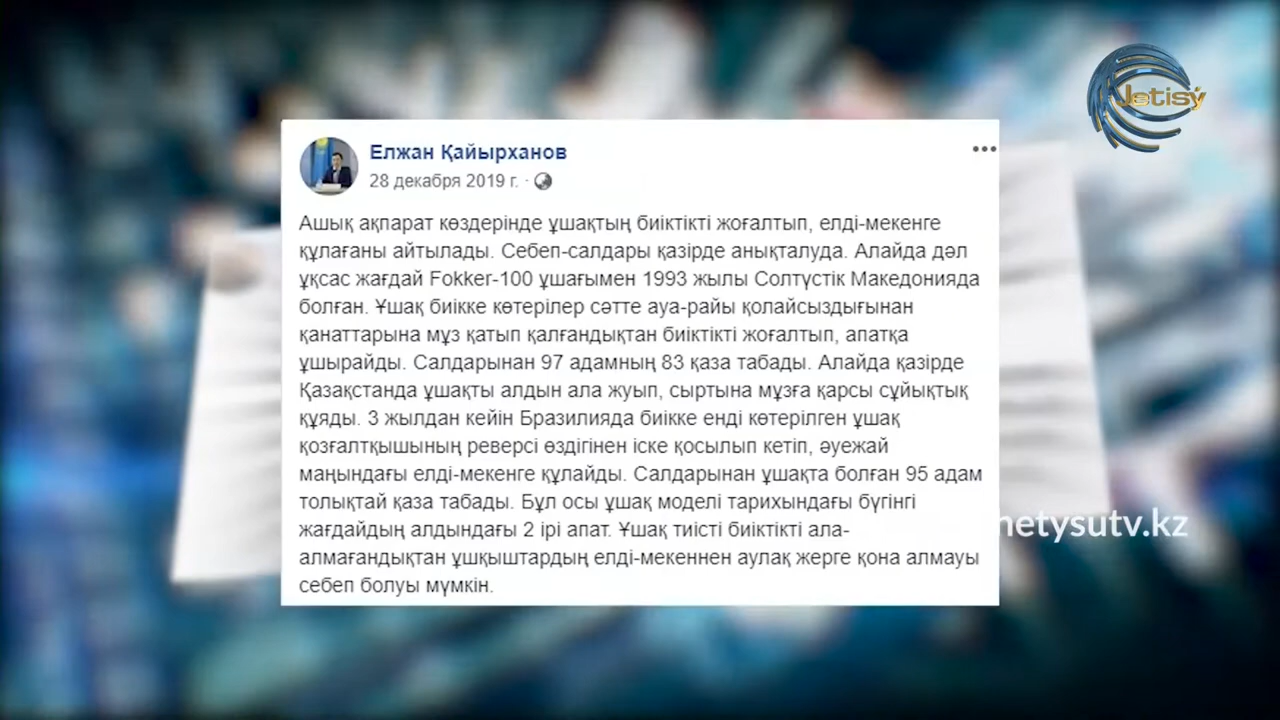 Jetisý
Елжан Қайырханов
28 декабря 2019 г. ·
Ашық ақпарат көздерінде ұшақтың биіктікті жоғалтып, елді-мекенге
құлағаны айтылады. Себеп-салдары қазірде анықталуда. Алайда дәл
ұқсас жағдай Fokker-100 ұшағымен 1993 жылы Солтүстік Македонияда
болған. Ұшақ биікке көтерілер сәтте ауа-райы қолайсыздығынан
қанаттарына мұз қатып қалғандықтан биіктікті жоғалтып, апатқа
ұшырайды. Салдарынан 97 адамның 83 қаза табады. Алайда қазірде
Қазақстанда ұшақты алдын ала жуып, сыртына мұзға қарсы сұйықтық
құяды. 3 жылдан кейін Бразилияда биікке енді көтерілген ұшақ
қозғалтқышының реверсі өздігінен іске қосылып кетіп, әуежай
маңындағы елді-мекенге құлайды. Салдарынан ұшақта болған 95 адам
толықтай қаза табады. Бұл осы ұшақ моделі тарихындағы бүгінгі
жағдайдың алдындағы 2 ірі апат. Ұшақ тиісті биіктікті ала-
алмағандықтан ұшқыштардың елді-мекеннен аулақ жерге қона алмауы
себеп болуы мүмкін.
netysutv.kz